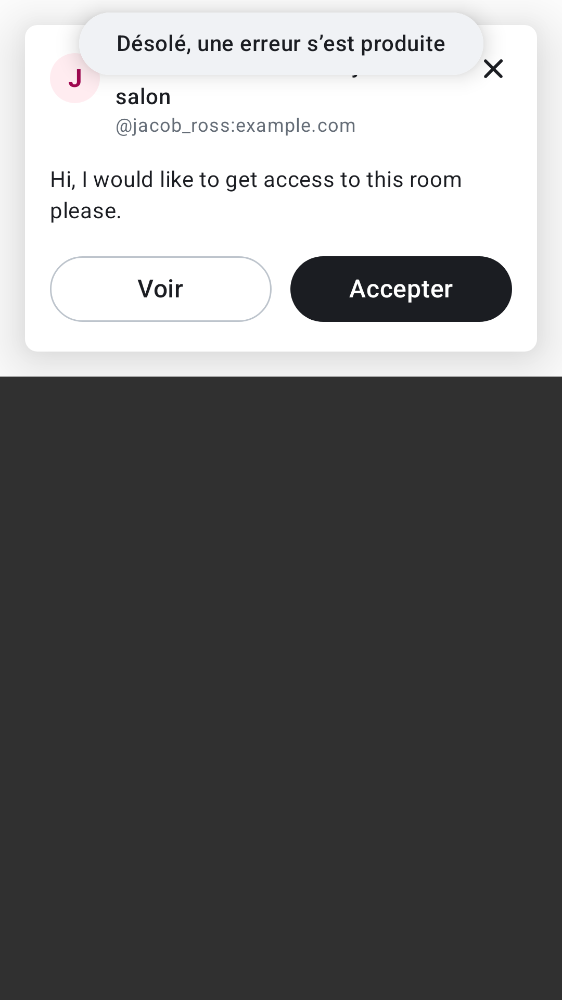 Désolé, une erreur s’est produite
J
salon
@jacob_ross:example.com
Hi, I would like to get access to this room
please.
Voir
Accepter